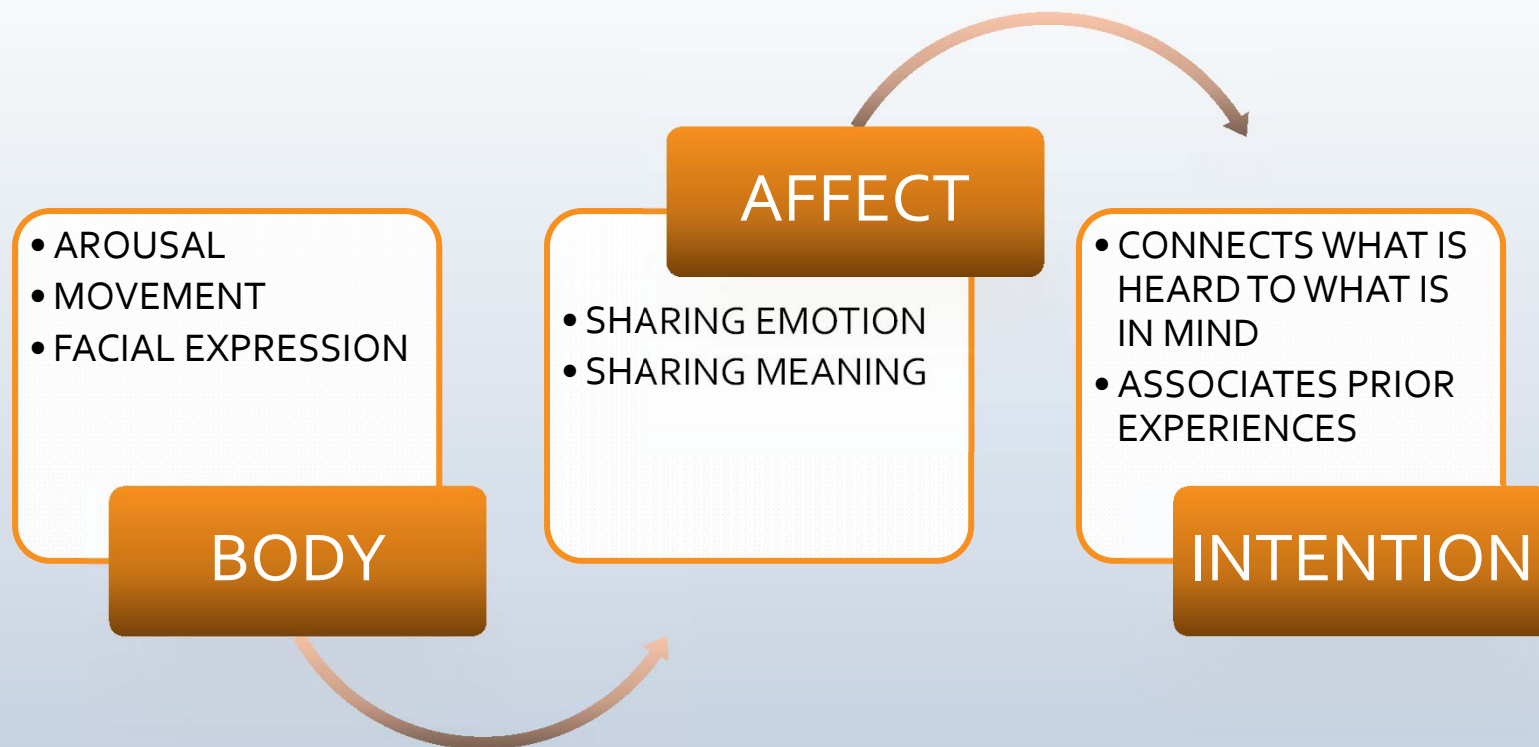 • AROUSAL
• MOVEMENT
• FACIAL EXPRESSION
BODY
AFFECT
• SHARING EMOTION
• SHARING MEANING
• CONNECTS WHAT IS
HEARD TO WHAT IS
IN MIND
• ASSOCIATES PRIOR
EXPERIENCES
INTENTION